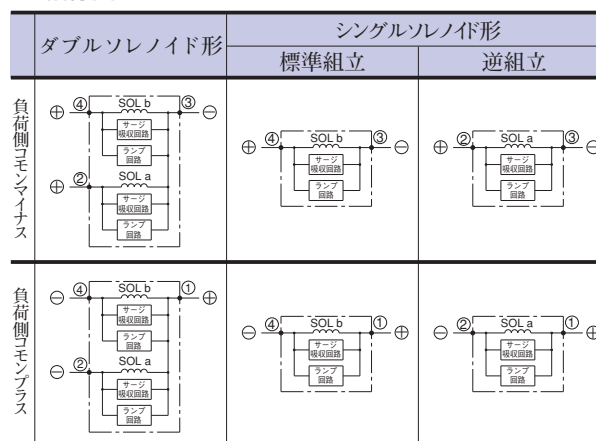 ダブルソレノイド形
シングルソレノイド形
標準組立
逆組立
負荷側コモンマイナス
⊕ ④ SOL b ③ ⊖
サージ
吸収回路
ランプ
回路
⊕ ② SOL a
サージ
吸収回路
ランプ
回路
⊕ ④ SOL b ③ ⊖
サージ
吸収回路
ランプ
回路
⊕ ② SOL a ③ ⊖
サージ
吸収回路
ランプ
回路
負荷側コモンプラス
⊖ ④ SOL b ① ⊕
サージ
吸収回路
ランプ
回路
⊖ ② SOL a
サージ
吸収回路
ランプ
回路
⊖ ④ SOL b ① ⊕
サージ
吸収回路
ランプ
回路
⊖ ② SOL a ① ⊕
サージ
吸収回路
ランプ
回路